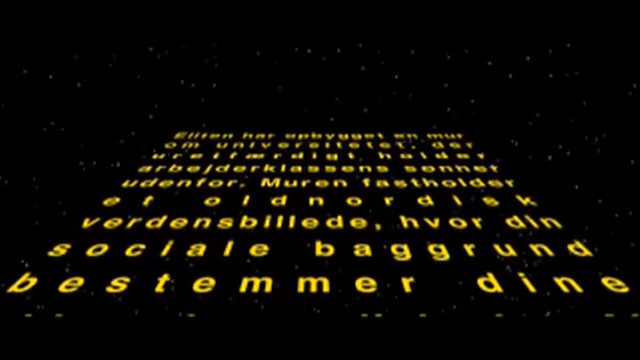 Eliten har opbygget en mur
om universitetet, der
uretfærdigt holder
arbejderklassens sønner
udenfor. Muren fastholder
et oldnordisk
verdensbillede, hvor din
sociale baggrund
bestemmer dine